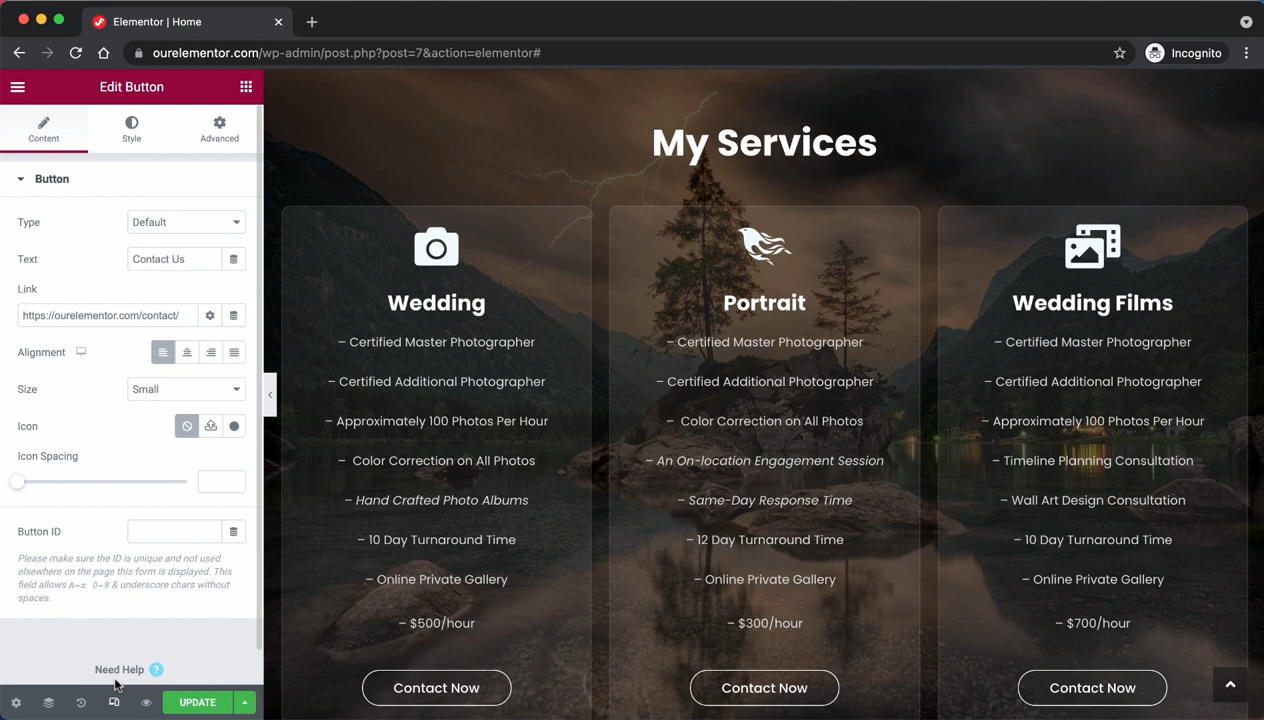 Elementor | Home
ourelementor.com/wp-admin/post.php?post=7&action=elementor#
Incognito
Edit Button
Content
Style
Advanced
Button
Type
Default
Text
Contact Us
Link
https://ourelementor.com/contact/
Alignment
Size
Small
Icon
Icon Spacing
Button ID
Please make sure the ID is unique and not used
elsewhere on the page this form is displayed. This
field allows A-z 0-9 & underscore chars without
spaces.
Need Help ?
UPDATE
My Services
Wedding
– Certified Master Photographer
– Certified Additional Photographer
– Approximately 100 Photos Per Hour
– Color Correction on All Photos
– Hand Crafted Photo Albums
– 10 Day Turnaround Time
– Online Private Gallery
– $500/hour
Contact Now
Portrait
– Certified Master Photographer
– Certified Additional Photographer
– Color Correction on All Photos
– An On-location Engagement Session
– Same-Day Response Time
– 12 Day Turnaround Time
– Online Private Gallery
– $300/hour
Contact Now
Wedding Films
– Certified Master Photographer
– Certified Additional Photographer
– Approximately 100 Photos Per Hour
– Timeline Planning Consultation
– Wall Art Design Consultation
– 10 Day Turnaround Time
– Online Private Gallery
– $700/hour
Contact Now